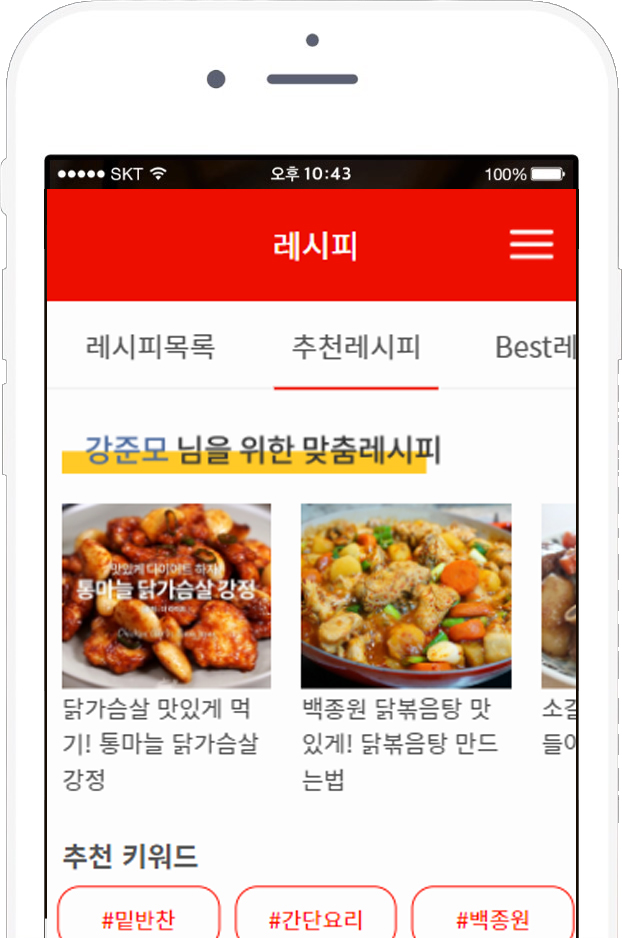 SKT 오후 10:43 100%
레시피
레시피목록 추천레시피 Best레
강준모 님을 위한 맞춤레시피
맛있게 다이어트 하자
통마늘 닭가슴살 강정
닭가슴살 맛있게 먹
기! 통마늘 닭가슴살
강정
백종원 닭볶음탕 맛
있게! 닭볶음탕 만드
는법
추천 키워드
#밑반찬 #간단요리 #백종원